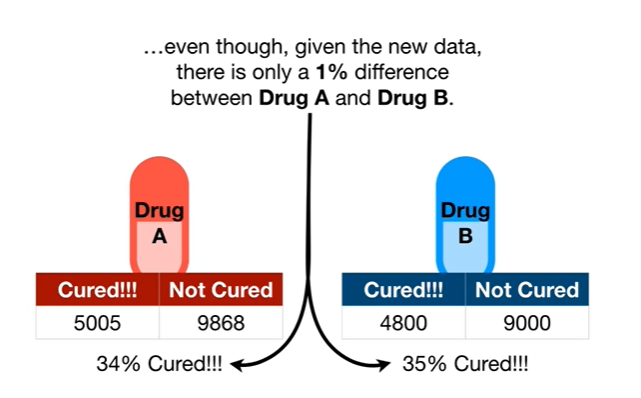 ...even though, given the new data,
there is only a 1% difference
between Drug A and Drug B.
Drug
A
Cured!!! Not Cured
5005 9868
34% Cured!!!
Drug
B
Cured!!! Not Cured
4800 9000
35% Cured!!!